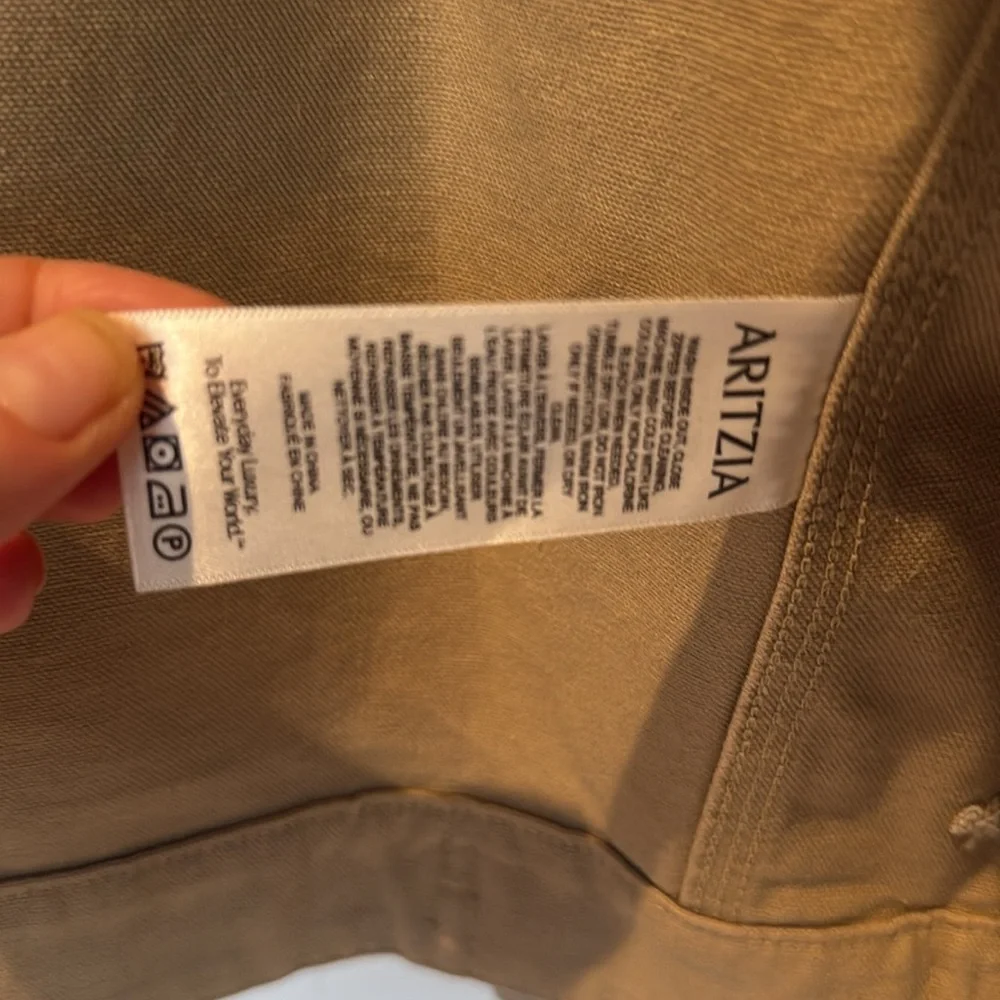 ARITZIA
WASH INSIDE OUT, CLOSE
ZIPPER BEFORE CLEANING.
MACHINE WASH COLD WITH LIKE
COLOURS, ONLY NON-CHLORINE
BLEACH WHEN NEEDED.
TUMBLE DRY LOW. DO NOT IRON
ORNAMENTATION, WARM IRON
ONLY IF NEEDED, OR DRY
CLEAN.
LAVER À L'ENVERS, FERMER LA
FERMETURE ÉCLAIR AVANT DE
LAVER. LAVER À LA MACHINE À
L'EAU FROIDE AVEC COULEURS
SEMBLABLES, UTILISER
SEULEMENT UN JAVELLISANT
SANS CHLORE AU BESOIN.
SÉCHER PAR CULBUTAGE À
BASSE TEMPÉRATURE. NE PAS
REPASSER LES ORNEMENTS,
REPASSER À TEMPÉRATURE
MOYENNE SI NÉCESSAIRE, OU
NETTOYER À SEC.
MADE IN CHINA
FABRIQUÉ EN CHINE
Everyday Luxury.
To Elevate Your World.™
P